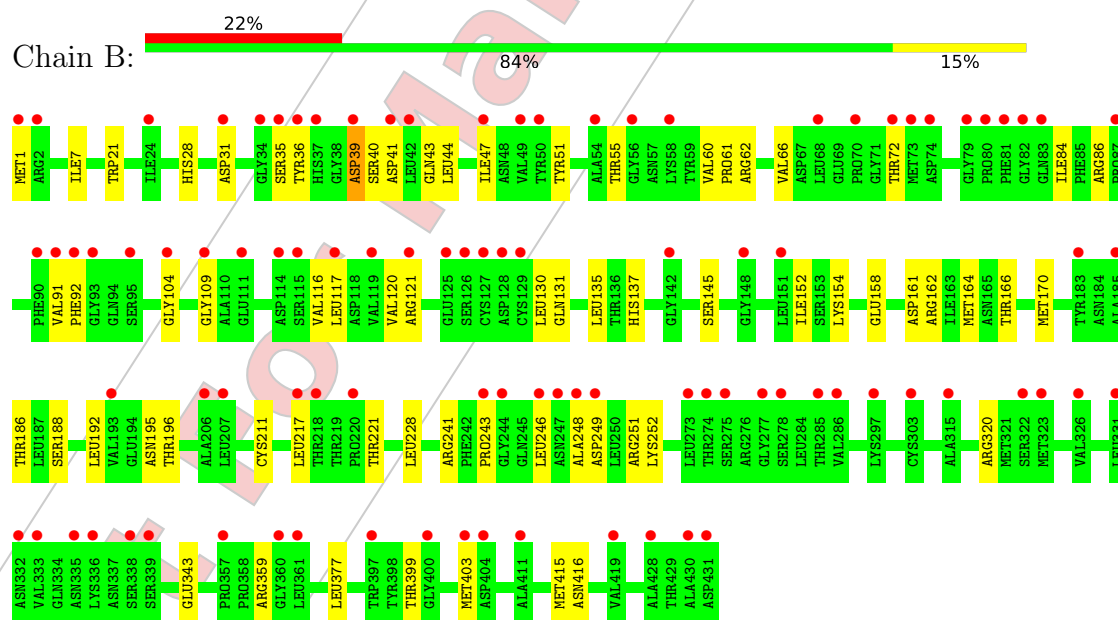 22%
Chain B:
84% 15%
MET1 ARG2 ILE7 TRP21 ILE24 HIS28 ASP31 GLY34 SER35 TYR36 HIS37 GLY38 ASP39 SER40 ASP41 LEU42 GLN43 LEU44 ILE47 ASN48 VAL49 TYR50 TYR51 ALA54 THR55 GLY56 ASN57 LYS58 TYR59 VAL60 PRO61 ARG62 VAL66 ASP67 LEU68 GLU69 PRO70 GLY71 THR72 MET73 ASP74 GLY79 PRO80 PHE81 GLY82 GLN83 ILE84 PHE85 ARG86 PRO87
PHE90 VAL91 PHE92 GLY93 GLN94 SER95 GLY104 GLY109 ALA110 GLU111 ASP114 SER115 VAL116 LEU117 ASP118 VAL119 VAL120 ARG121 GLU125 SER126 CYS127 ASP128 CYS129 LEU130 GLN131 LEU135 THR136 HIS137 GLY142 SER145 GLY148 LEU151 ILE152 SER153 LYS154 GLU158 ASP161 ARG162 ILE163 MET164 ASN165 THR166 MET170 TYR183 ASN184 ALA185
THR186 LEU187 SER188 LEU192 VAL193 GLU194 ASN195 THR196 ALA206 LEU207 CYS211 LEU217 THR218 THR219 PRO220 THR221 LEU228 ARG241 PHE242 PRO243 GLY244 GLN245 LEU246 ASN247 ALA248 ASP249 LEU250 ARG251 LYS252 LEU273 THR274 SER275 ARG276 GLY277 SER278 LEU284 THR285 VAL286 LYS297 CYS303 ALA315 ARG320 MET321 SER322 MET323 VAL326 LEU331
ASN332 VAL333 GLN334 ASN335 LYS336 ASN337 SER338 SER339 GLU343 PRO357 PRO358 ARG359 GLY360 LEU361 LEU377 TRP397 TYR398 THR399 GLY400 MET403 ASP404 ALA411 MET415 ASN416 VAL419 ALA428 THR429 ALA430 ASP431